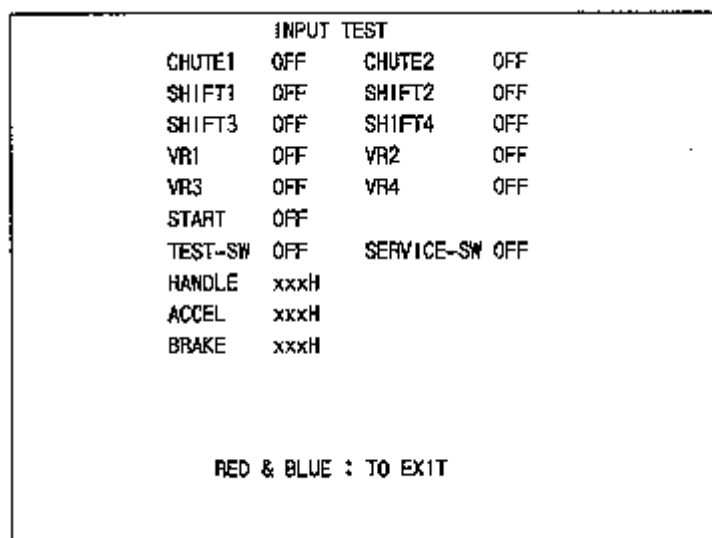 INPUT TEST
CHUTE1 OFF CHUTE2 OFF
SHIFT1 OFF SHIFT2 OFF
SHIFT3 OFF SHIFT4 OFF
VR1 OFF VR2 OFF
VR3 OFF VR4 OFF
START OFF
TEST-SW OFF SERVICE-SW OFF
HANDLE xxxH
ACCEL xxxH
BRAKE xxxH
RED & BLUE : TO EXIT